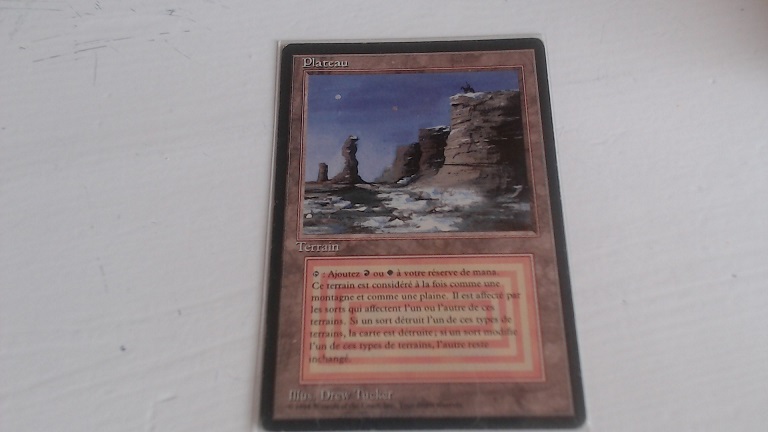 Plateau
Terrain
: Ajoutez ou à votre réserve de mana.
Ce terrain est considéré à la fois comme une
montagne et comme une plaine. Il est affecté par
les sorts qui affectent l'un ou l'autre de ces
terrains. Si un sort détruit l'un de ces types de
terrains, la carte est détruite ; si un sort modifie
l'un de ces types de terrains, l'autre reste
inchangé.
Illus. Drew Tucker